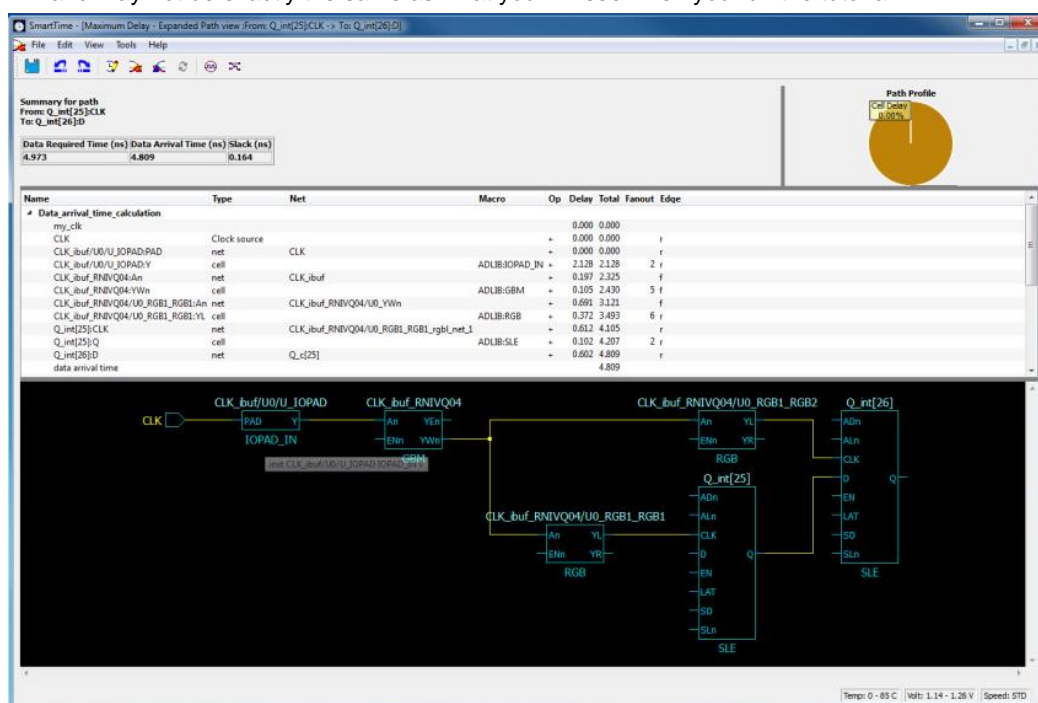 SmartTime - [Maximum Delay - Expanded Path view :From: Q_int[25]:CLK -> To: Q_int[26]:D]
File Edit View Tools Help
Summary for path
From: Q_int[25]:CLK
To: Q_int[26]:D
Data Required Time (ns) Data Arrival Time (ns) Slack (ns)
4.973 4.809 0.164
Path Profile
Cell Delay
0.00%
Name Type Net Macro Op Delay Total Fanout Edge
Data_arrival_time_calculation
my_clk 0.000 0.000
CLK Clock source + 0.000 0.000 r
CLK_ibuf/U0/U_IOPAD:PAD net CLK + 0.000 0.000 r
CLK_ibuf/U0/U_IOPAD:Y cell ADLIB:IOPAD_IN + 2.128 2.128 2 r
CLK_ibuf_RNIVQ04:An net CLK_ibuf + 0.197 2.325 f
CLK_ibuf_RNIVQ04:YWn cell ADLIB:GBM + 0.105 2.430 5 f
CLK_ibuf_RNIVQ04/U0_RGB1_RGB1:An net CLK_ibuf_RNIVQ04/U0_YWn + 0.691 3.121 f
CLK_ibuf_RNIVQ04/U0_RGB1_RGB1:YL cell ADLIB:RGB + 0.372 3.493 6 r
Q_int[25]:CLK net CLK_ibuf_RNIVQ04/U0_RGB1_RGB1_rgbl_net_1 + 0.612 4.105 r
Q_int[25]:Q cell ADLIB:SLE + 0.102 4.207 2 r
Q_int[26]:D net Q_c[25] + 0.602 4.809 r
data arrival time 4.809
CLK_ibuf/U0/U_IOPAD CLK_ibuf_RNIVQ04 CLK_ibuf_RNIVQ04/U0_RGB1_RGB2 Q_int[26]
CLK PAD Y An YEn An YL ADn
IOPAD_IN ENn YWn ENn YR ALn
GBM RGB CLK
Q_int[25] D Q
ADn EN
CLK_ibuf_RNIVQ04/U0_RGB1_RGB1 ALn LAT
An YL CLK SD
ENn YR D Q SLn
RGB EN SLE
LAT
SD
SLn
SLE
Temp: 0 - 85 C Volt: 1.14 - 1.26 V Speed: STD